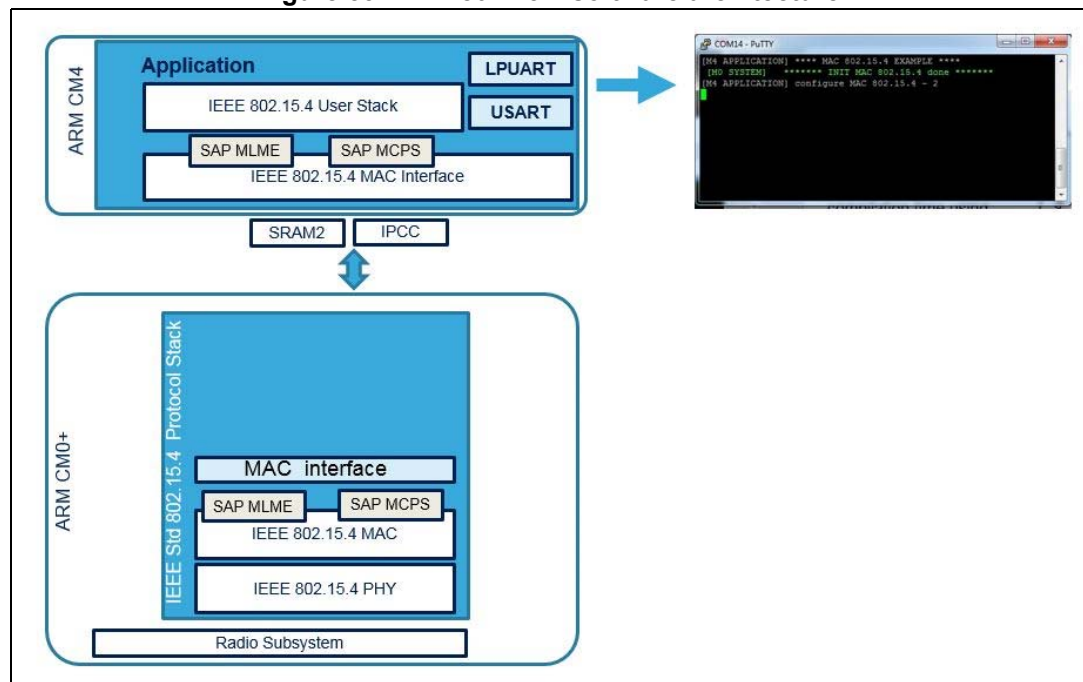 ARM CM4
Application
LPUART
IEEE 802.15.4 User Stack
USART
SAP MLME
SAP MCPS
IEEE 802.15.4 MAC Interface
COM14 - PuTTY
[M4 APPLICATION] **** MAC 802.15.4 EXAMPLE ****
[M0 SYSTEM] ******* INIT MAC 802.15.4 done *******
[M4 APPLICATION] configure MAC 802.15.4 - 2
SRAM2
IPCC
ARM CM0+
IEEE Std 802.15.4 Protocol Stack
MAC interface
SAP MLME
SAP MCPS
IEEE 802.15.4 MAC
IEEE 802.15.4 PHY
Radio Subsystem